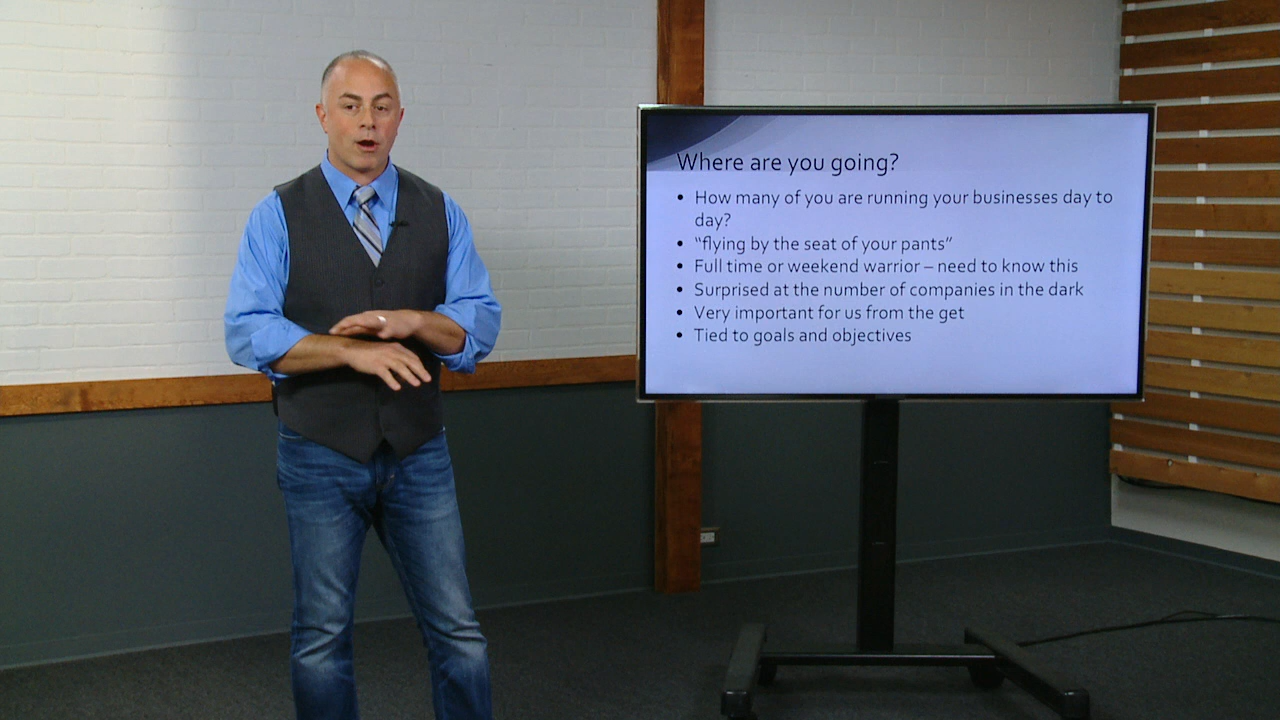 Where are you going?
• How many of you are running your businesses day to
day?
• “flying by the seat of your pants”
• Full time or weekend warrior – need to know this
• Surprised at the number of companies in the dark
• Very important for us from the get
• Tied to goals and objectives